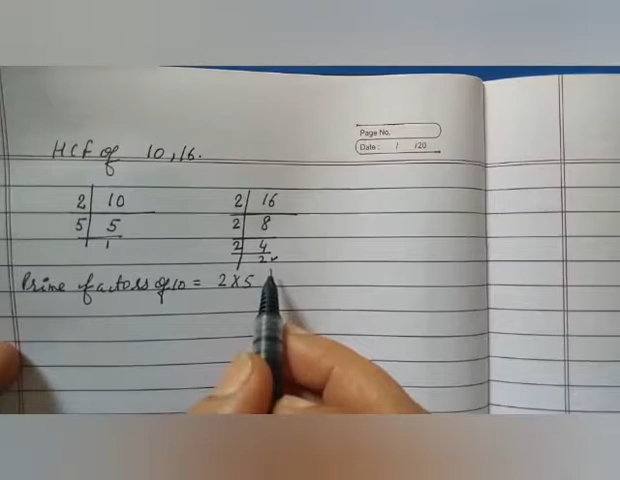 Page No.
Date : / /20
HCF of 10, 16.
2 10 2 16
5 5 2 8
1 2 4
2
Prime factors of 10 = 2 X 5